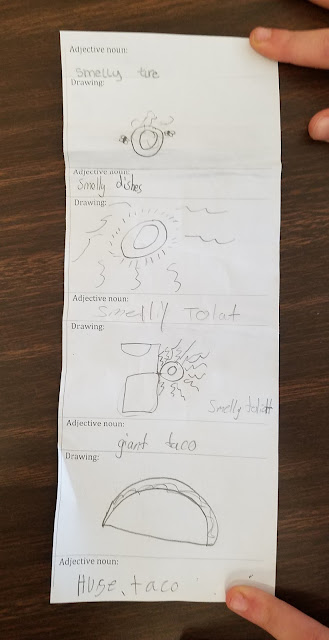 Adjective noun:
smelly tire
Drawing:
Adjective noun:
smelly dishes
Drawing:
Adjective noun:
Smelly Tolat
Drawing:
Smelly
Adjective noun:
giant taco
Drawing:
Adjective noun:
Huge taco